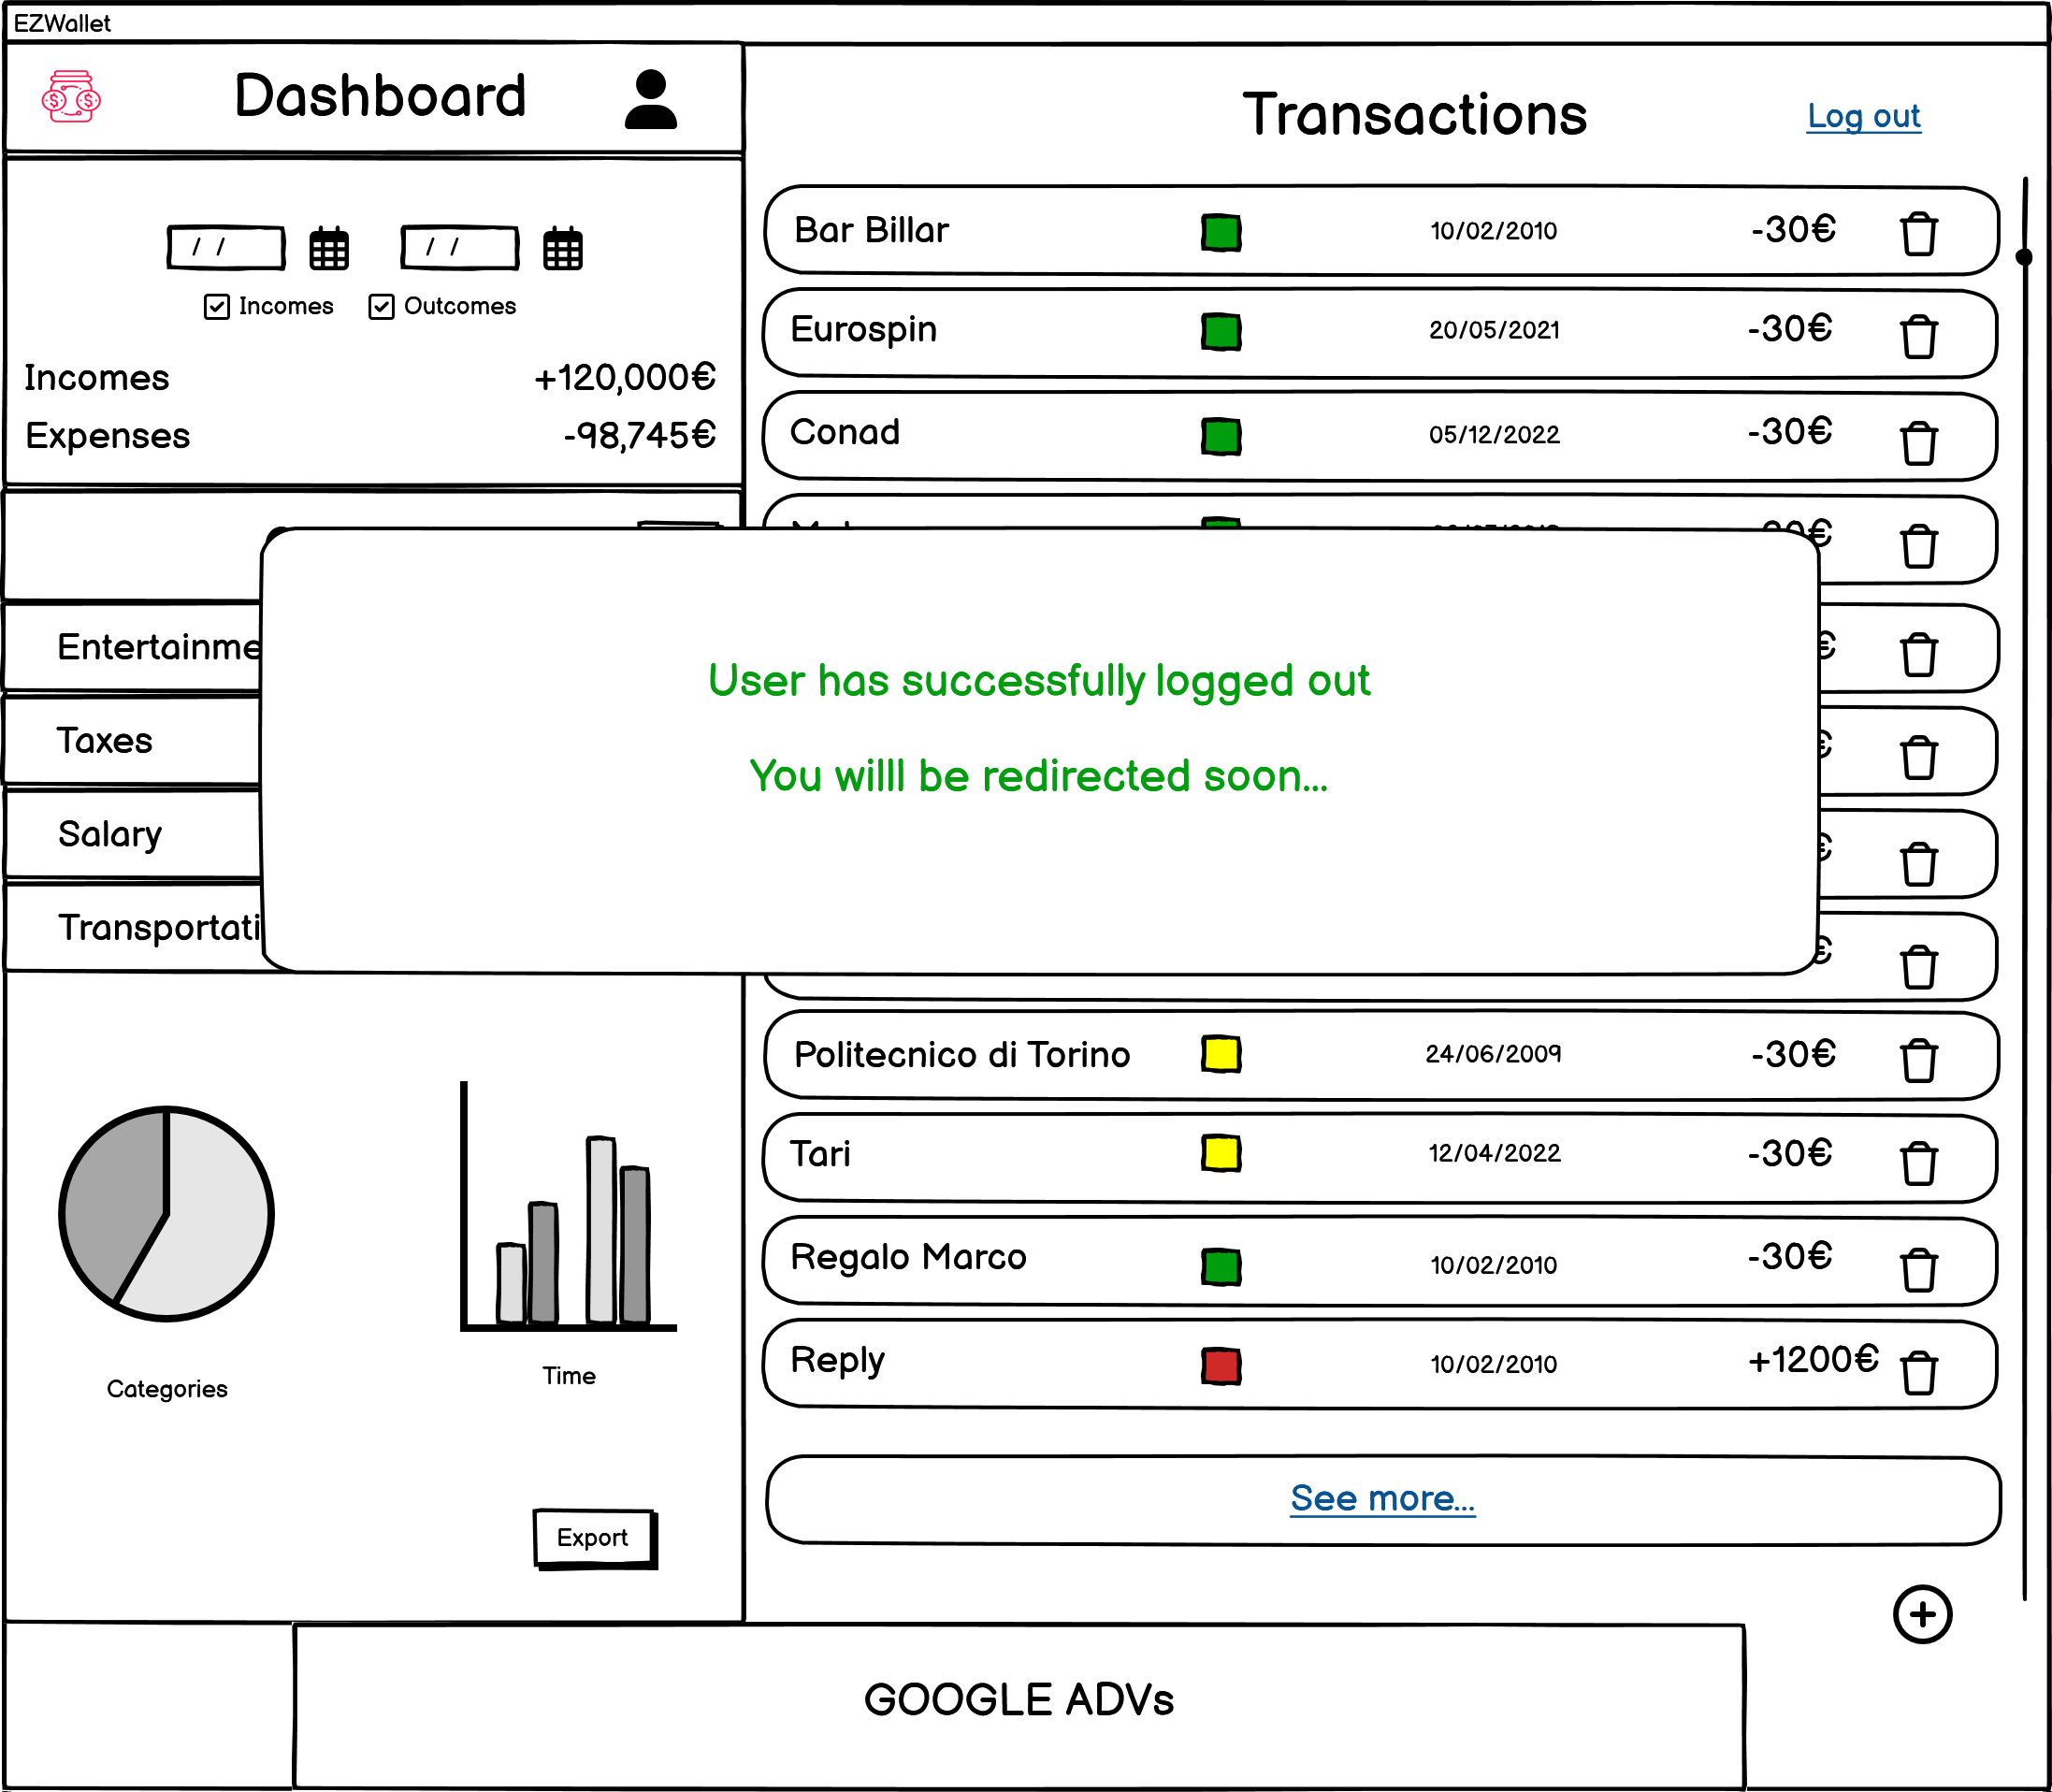 EZWallet
Dashboard
/ /
/ /
Incomes
Outcomes
Incomes +120,000€
Expenses -98,745€
Entertainme
Taxes
Salary
Transportati
Categories
Time
Export
Transactions
Log out
Bar Billar 10/02/2010 -30€
Eurospin 20/05/2021 -30€
Conad 05/12/2022 -30€
User has successfully logged out
You willl be redirected soon...
Politecnico di Torino 24/06/2009 -30€
Tari 12/04/2022 -30€
Regalo Marco 10/02/2010 -30€
Reply 10/02/2010 +1200€
See more...
GOOGLE ADVs